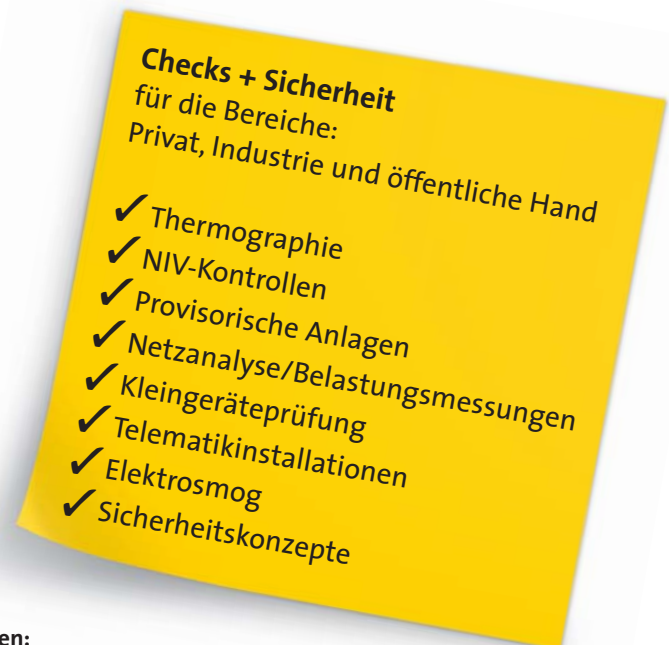 Checks + Sicherheit
für die Bereiche:
Privat, Industrie und öffentliche Hand
✓ Thermographie
✓ NIV-Kontrollen
✓ Provisorische Anlagen
✓ Netzanalyse/Belastungsmessungen
✓ Kleingeräteprüfung
✓ Telematikinstallationen
✓ Elektrosmog
✓ Sicherheitskonzepte
en: